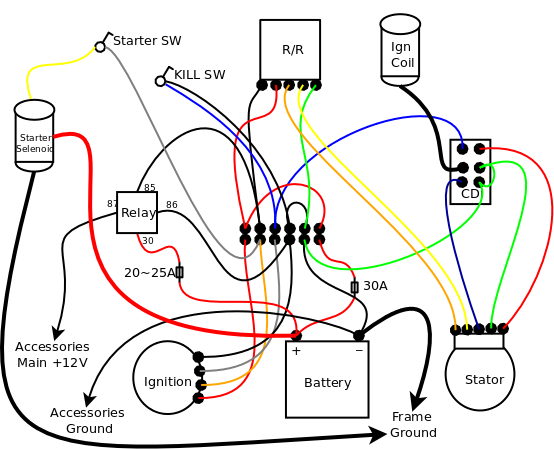 Starter SW
R/R
Ign
Coil
KILL SW
Starter
Selenoid
CDI
85
87
86
Relay
30
20~25A
30A
Accessories
Main +12V
+
−
Ignition
Battery
Stator
Accessories
Ground
Frame
Ground